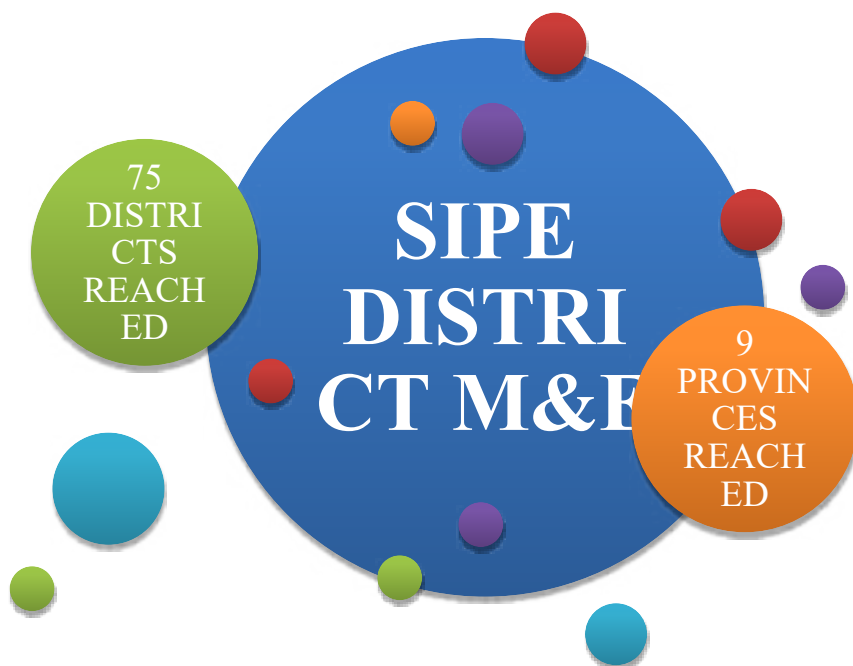 75
DISTRI
CTS
REACH
ED
SIPE
DISTRI
CT M&E
9
PROVIN
CES
REACH
ED